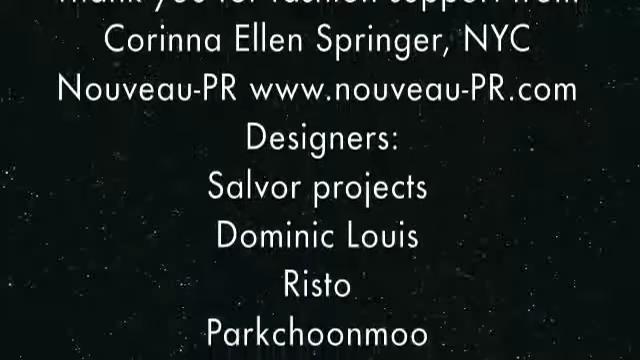 Thank you for fashion support from
Corinna Ellen Springer, NYC
Nouveau-PR www.nouveau-PR.com
Designers:
Salvor projects
Dominic Louis
Risto
Parkchoonmoo